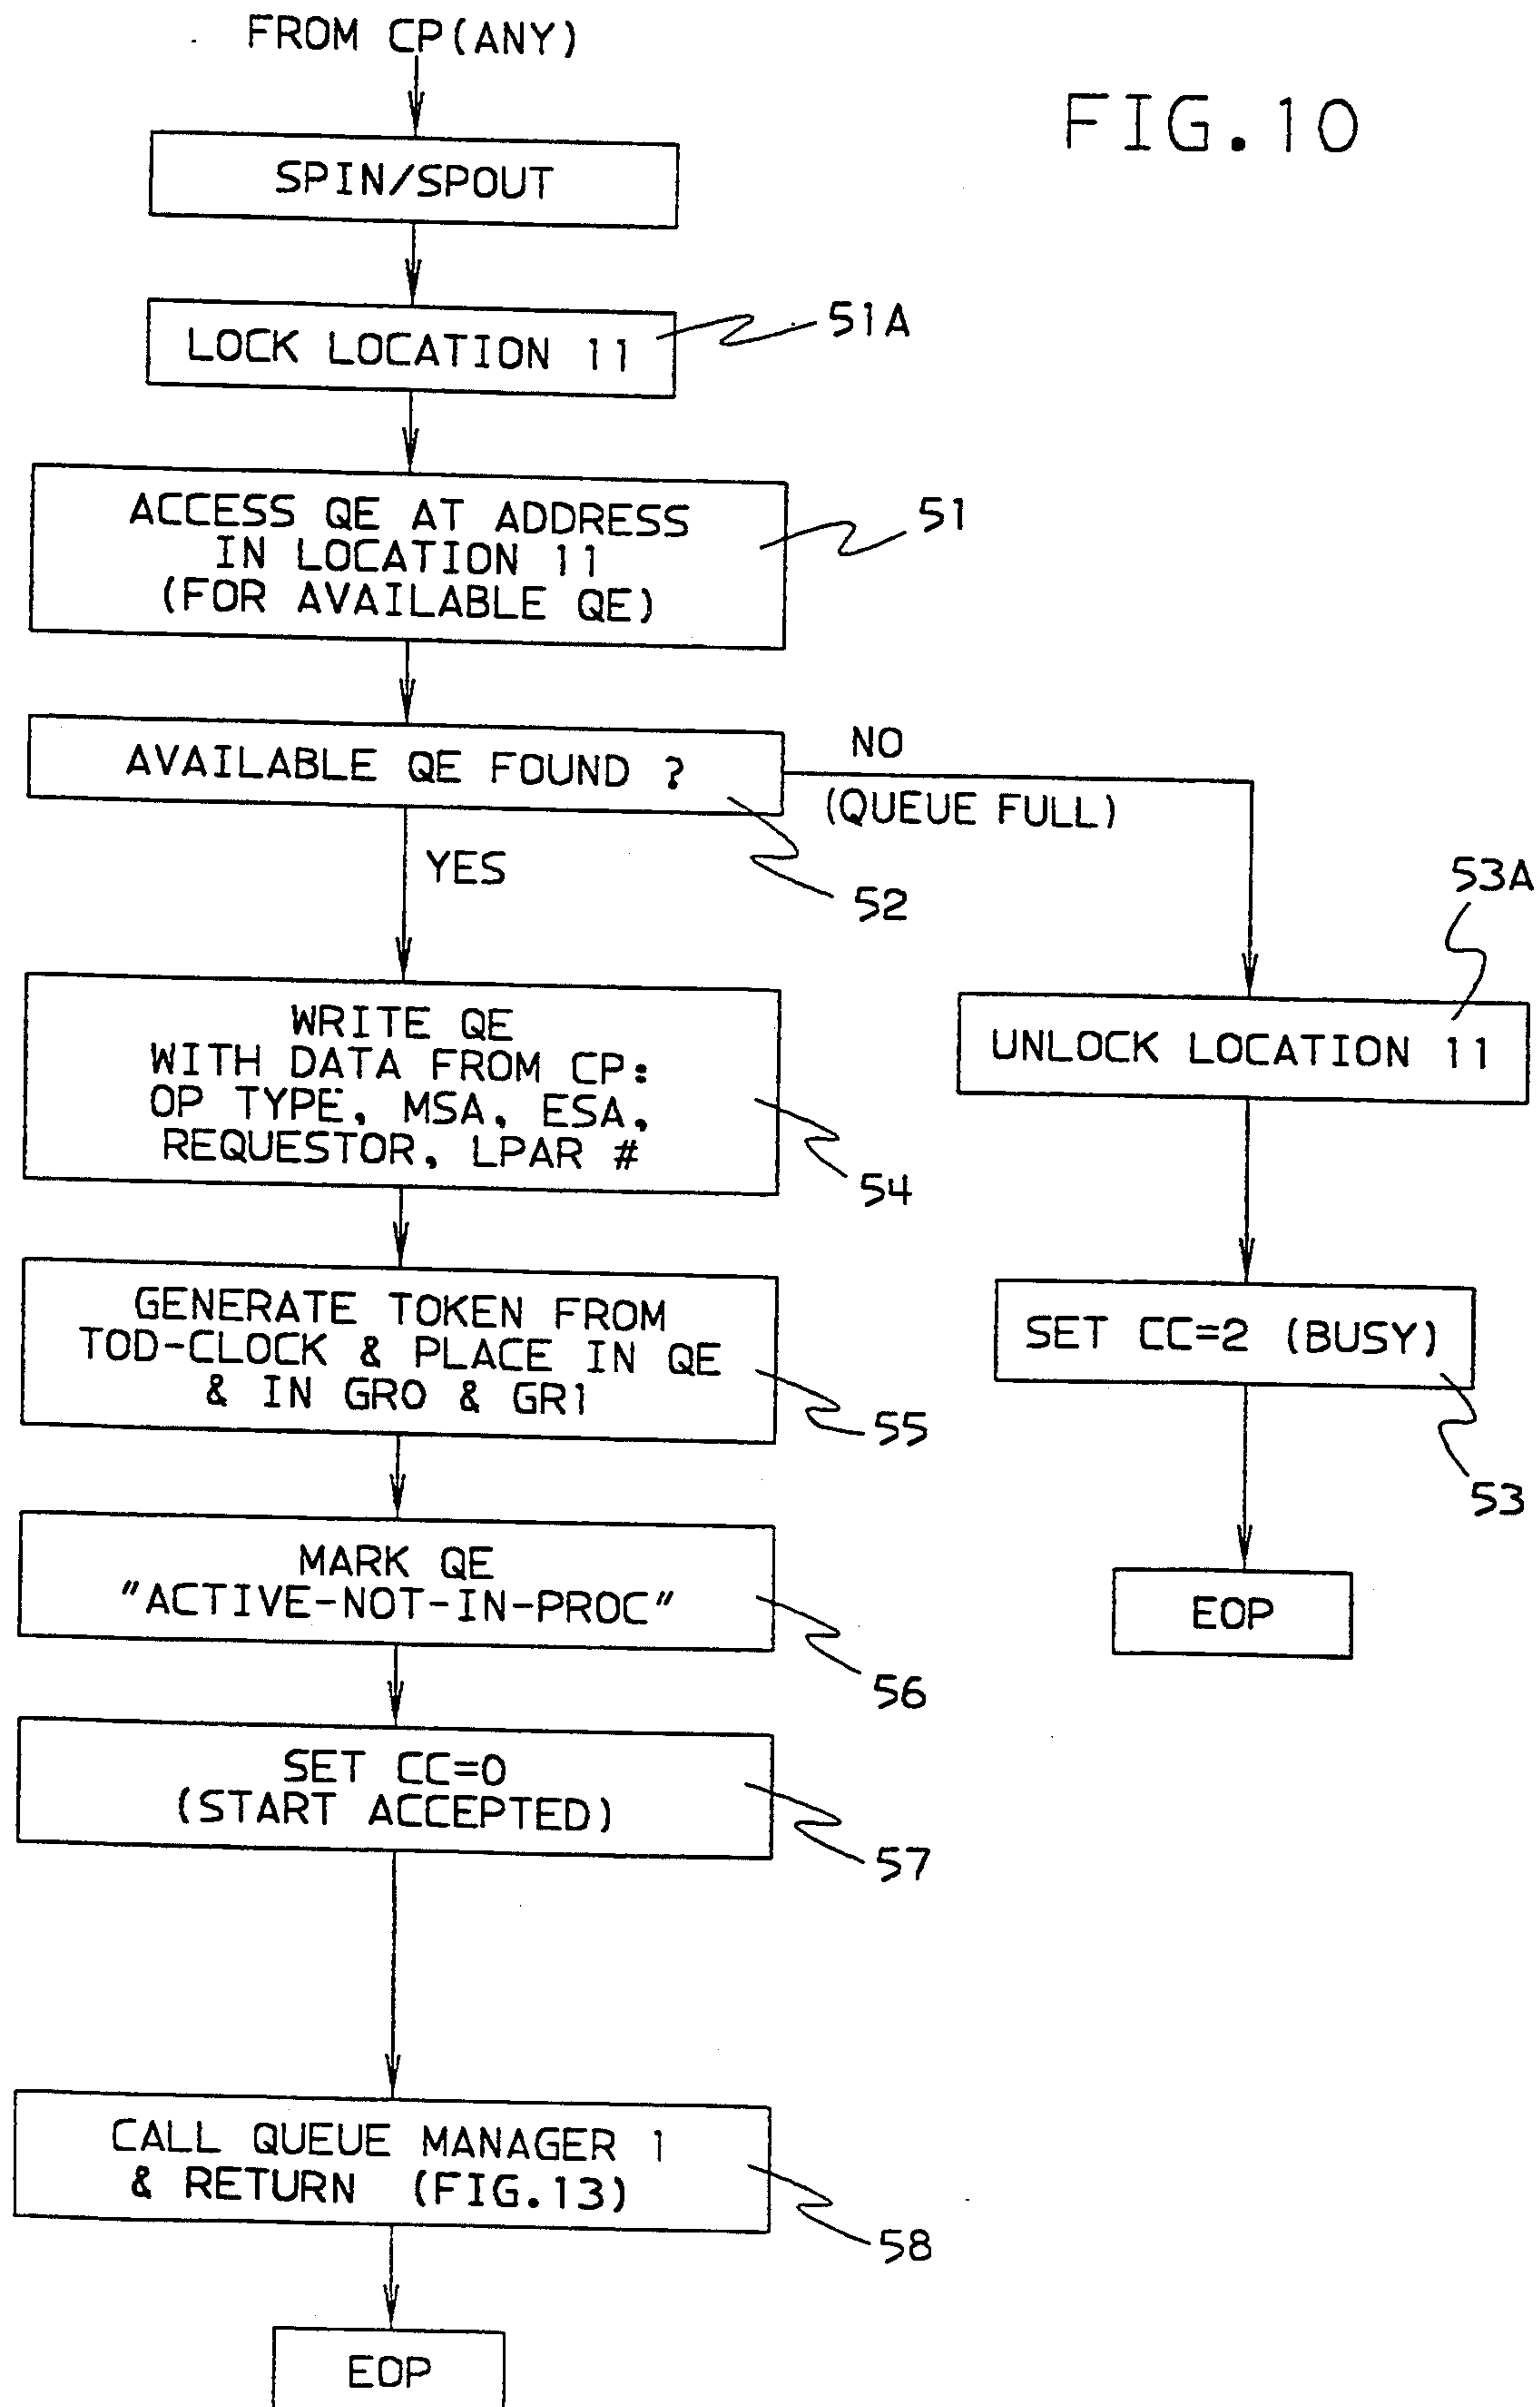 FROM CP(ANY)
FIG.10
SPIN/SPOUT
LOCK LOCATION 11
51A
ACCESS QE AT ADDRESS
IN LOCATION 11
(FOR AVAILABLE QE)
51
AVAILABLE QE FOUND ?
52
NO
(QUEUE FULL)
YES
53A
UNLOCK LOCATION 11
WRITE QE
WITH DATA FROM CP:
OP TYPE, MSA, ESA,
REQUESTOR, LPAR #
54
SET CC=2 (BUSY)
53
GENERATE TOKEN FROM
TOD-CLOCK & PLACE IN QE
& IN GR0 & GR1
55
EOP
MARK QE
"ACTIVE-NOT-IN-PROC"
56
SET CC=0
(START ACCEPTED)
57
CALL QUEUE MANAGER 1
& RETURN (FIG.13)
58
EOP